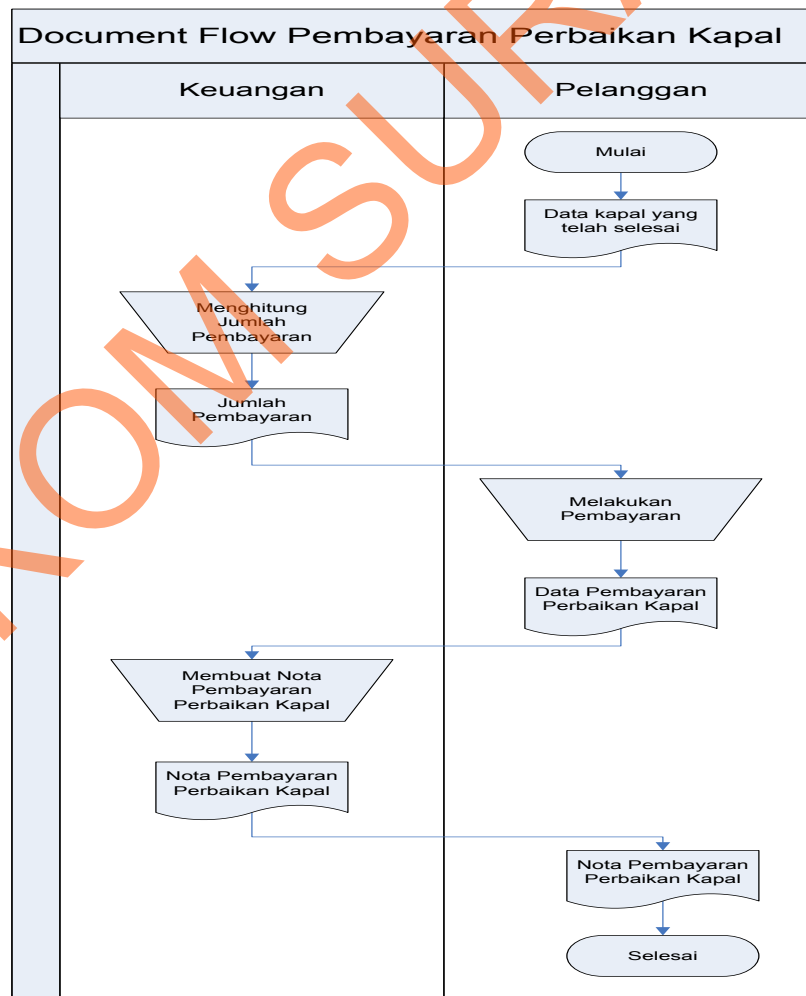 Document Flow Pembayaran Perbaikan Kapal
Keuangan
Pelanggan
Mulai
Data kapal yang
telah selesai
Menghitung
Jumlah
Pembayaran
Jumlah
Pembayaran
Melakukan
Pembayaran
Data Pembayaran
Perbaikan Kapal
Membuat Nota
Pembayaran
Perbaikan Kapal
Nota Pembayaran
Perbaikan Kapal
Nota Pembayaran
Perbaikan Kapal
Selesai